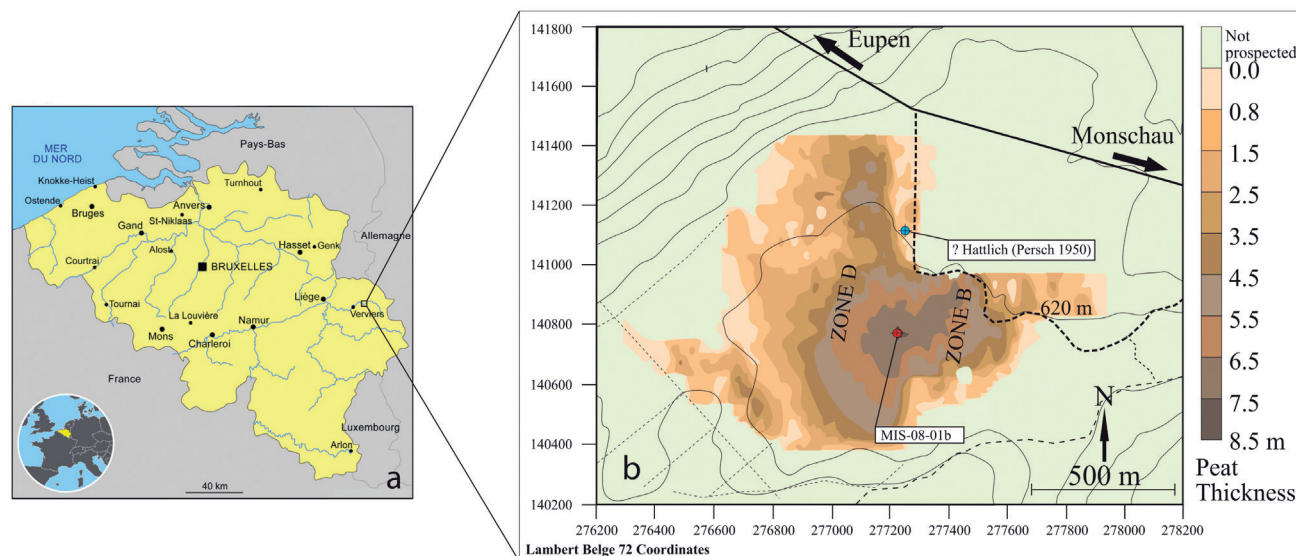 MER
DU NORD
Pays-Bas
Knokke-Heist
Ostende
Bruges
Turnhout
Anvers
St-Niklaas
Gand
Allemagne
Hasset
Genk
Alost
Courtrai
BRUXELLES
Tournai
La Louvière
Liège
Verviers
Mons
Namur
Charleroi
France
Luxembourg
Arlon
40 km
a
141800
141600
141400
141200
141000
140800
140600
140400
140200
Eupen
Monschau
? Hattlich (Persch 1950)
ZONE D
ZONE B
620 m
MIS-08-01b
N
500 m
b
276200 276400 276600 276800 277000 277200 277400 277600 277800 278000 278200
Lambert Belge 72 Coordinates
Not
prospected
0.0
0.8
1.5
2.5
3.5
4.5
5.5
6.5
7.5
8.5 m
Peat
Thickness